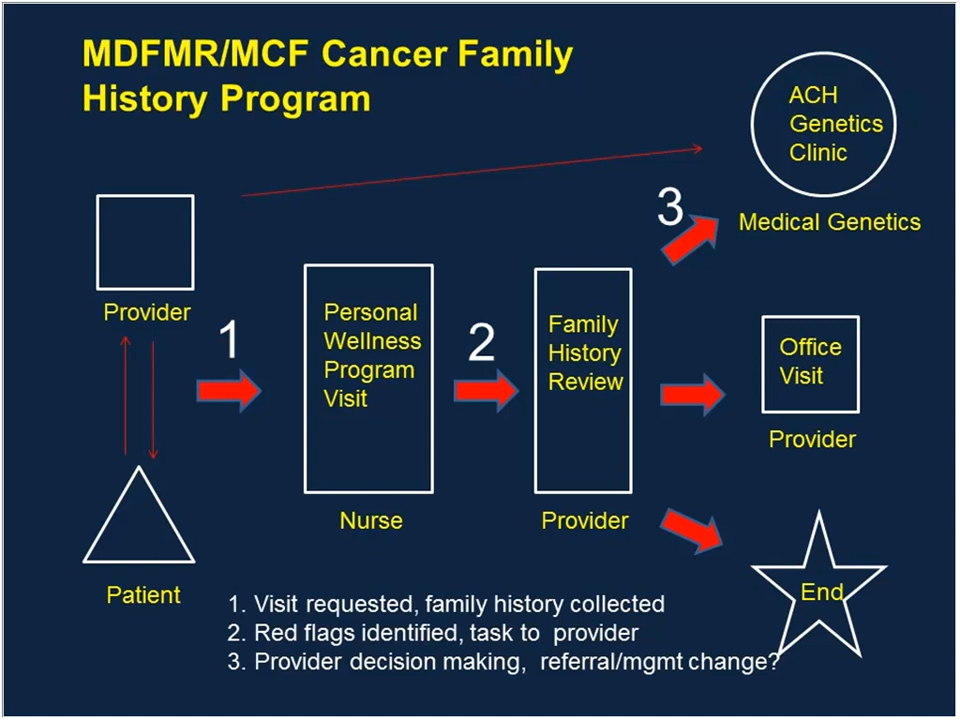 MDFMR/MCF Cancer Family
History Program
ACH
Genetics
Clinic
Medical Genetics
3
Provider
1
Personal
Wellness
Program
Visit
Nurse
2
Family
History
Review
Provider
Office
Visit
Provider
Patient
End
1. Visit requested, family history collected
2. Red flags identified, task to provider
3. Provider decision making, referral/mgmt change?